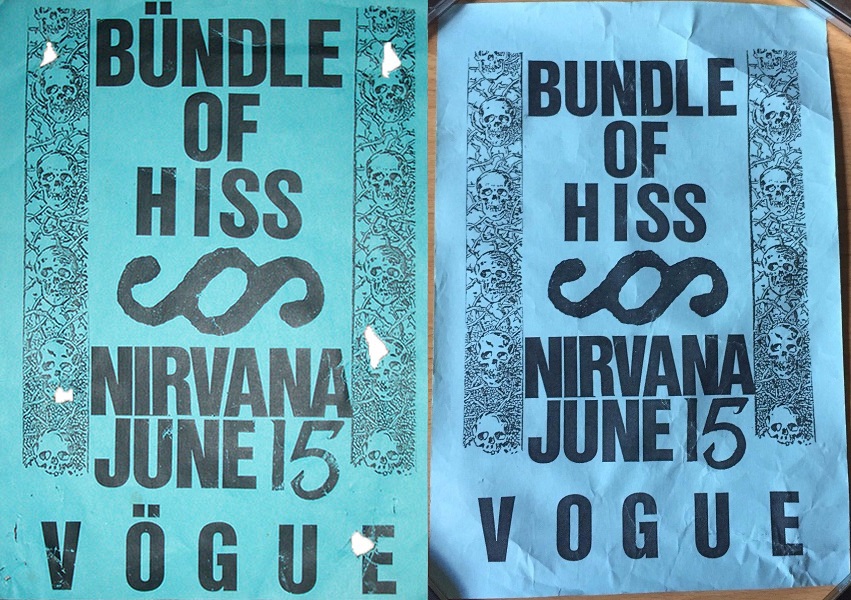 BÜNDLE
OF
HISS
NIRVANA
JUNE 15
VÖGUE
BUNDLE
OF
HISS
NIRVANA
JUNE 15
VOGUE